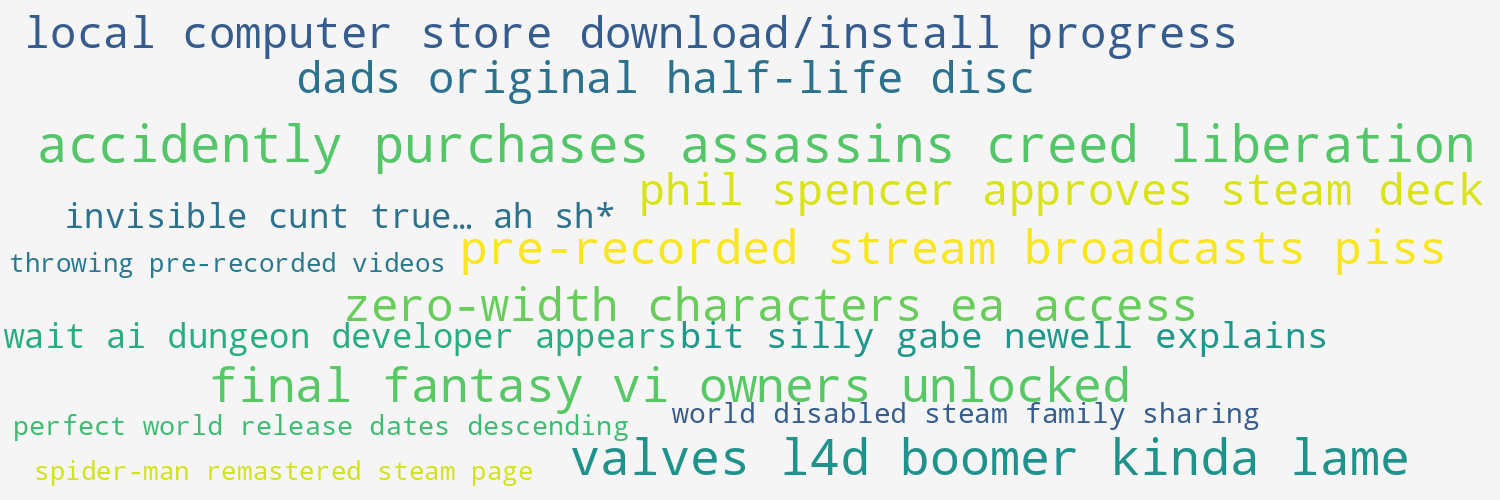 local computer store download/install progress
dads original half-life disc
accidently purchases assassins creed liberation
phil spencer approves steam deck
invisible cunt true… ah sh*
pre-recorded stream broadcasts piss
throwing pre-recorded videos
zero-width characters ea access
wait ai dungeon developer appears
bit silly gabe newell explains
final fantasy vi owners unlocked
world disabled steam family sharing
perfect world release dates descending
valves l4d boomer kinda lame
spider-man remastered steam page